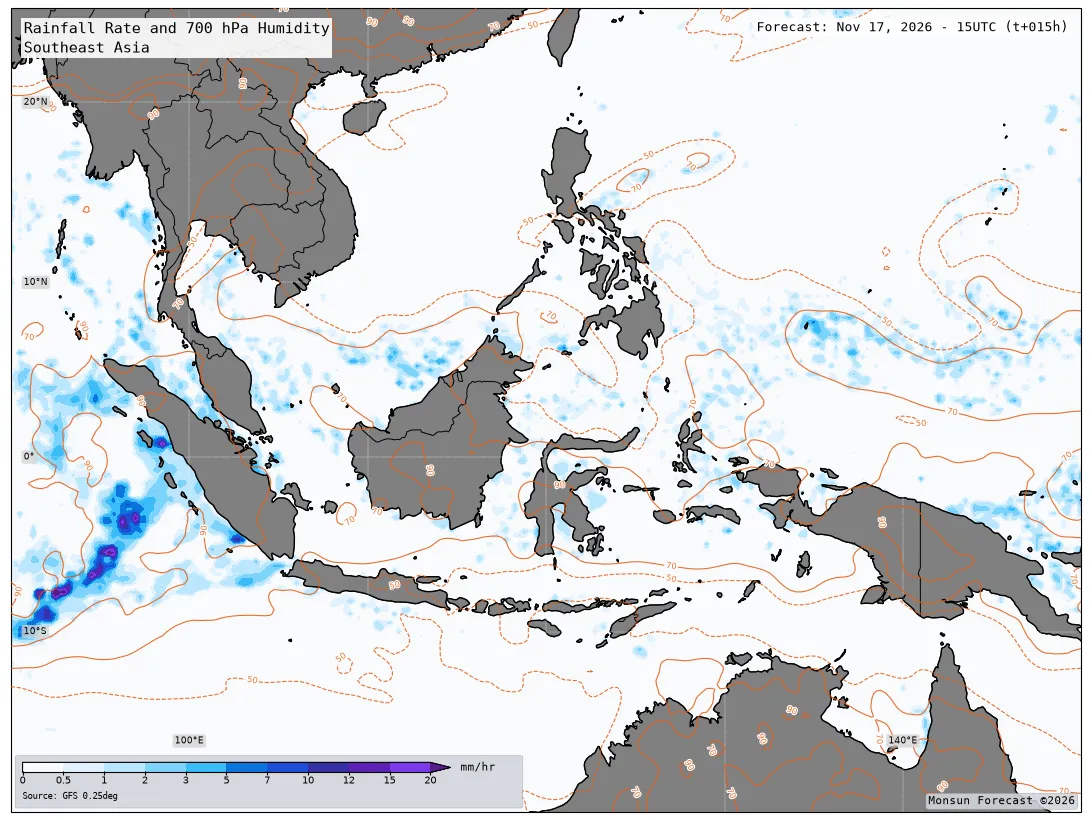 Rainfall Rate and 700 hPa Humidity
Southeast Asia
Forecast: Nov 17, 2026 - 15UTC (t+015h)
20°N
10°N
0°
10°S
100°E
140°E
0 0.5 1 2 3 5 7 10 12 15 20 mm/hr
Source: GFS 0.25deg
Monsun Forecast ©2026